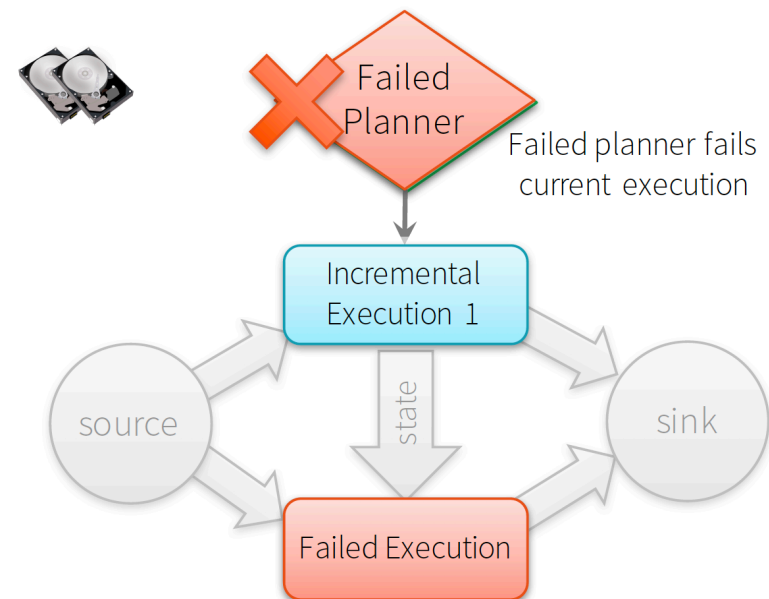 Failed
Planner
Failed planner fails
current execution
Incremental
Execution 1
source
state
sink
Failed Execution